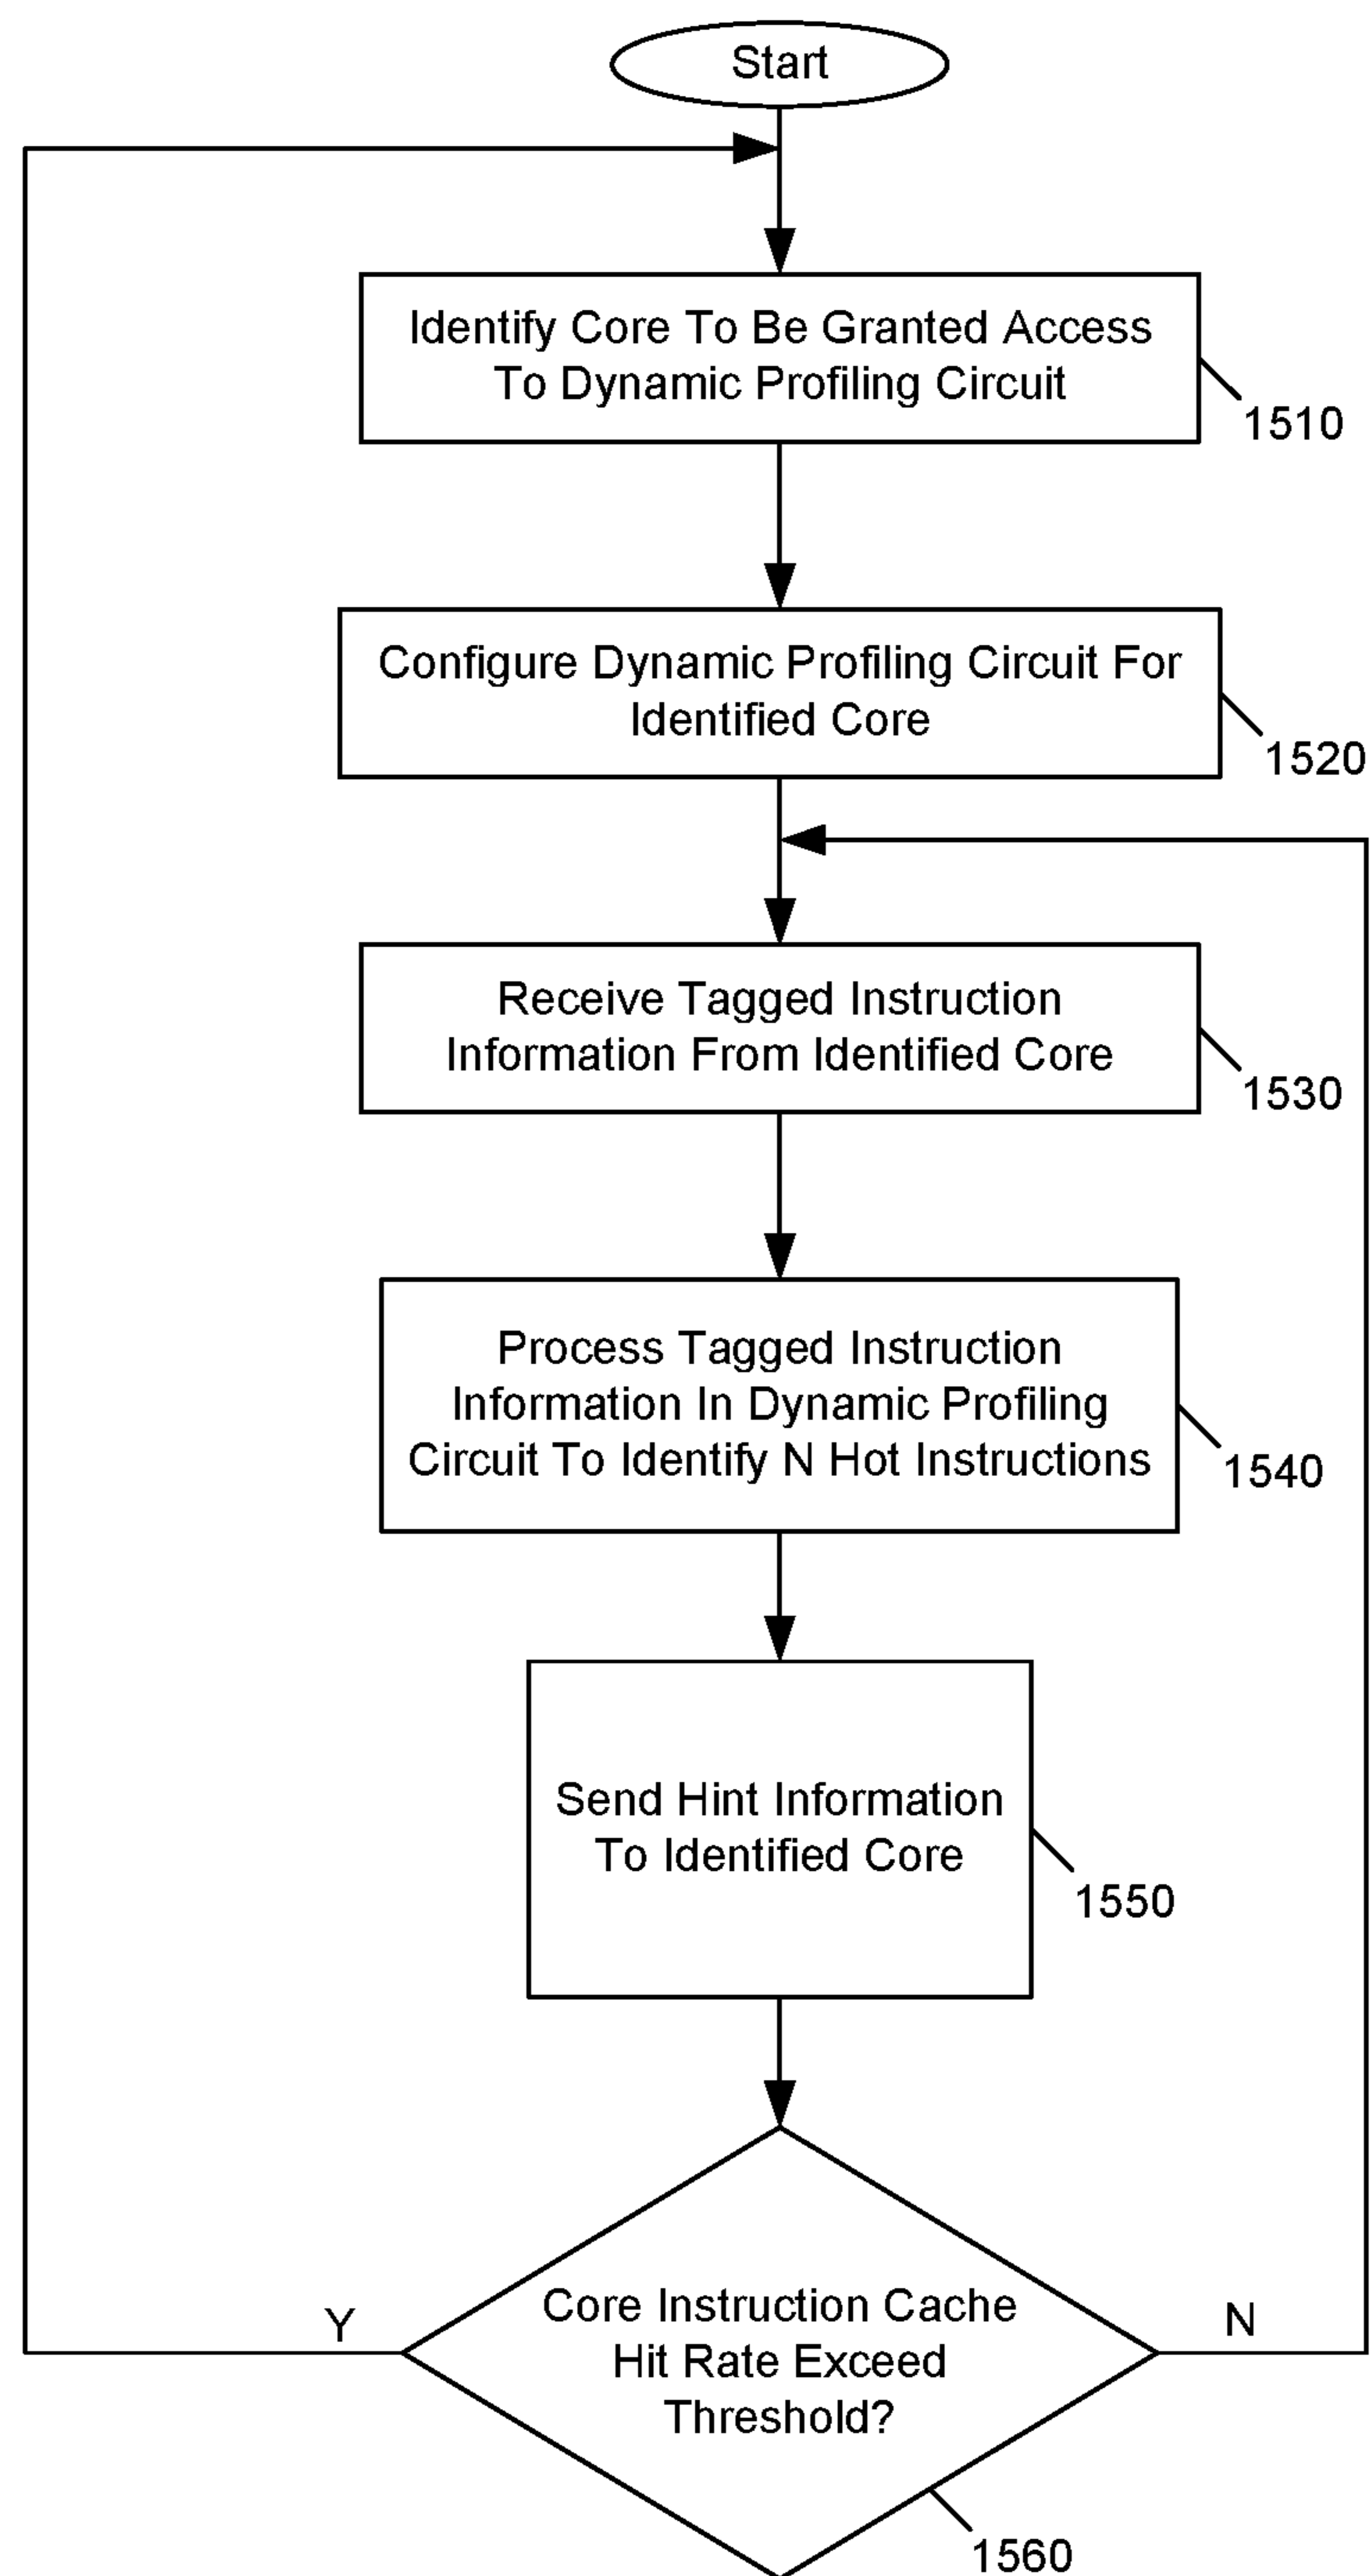 Start
Identify Core To Be Granted Access
To Dynamic Profiling Circuit
1510
Configure Dynamic Profiling Circuit For
Identified Core
1520
Receive Tagged Instruction
Information From Identified Core
1530
Process Tagged Instruction
Information In Dynamic Profiling
Circuit To Identify N Hot Instructions
1540
Send Hint Information
To Identified Core
1550
Y
Core Instruction Cache
Hit Rate Exceed
Threshold?
N
1560